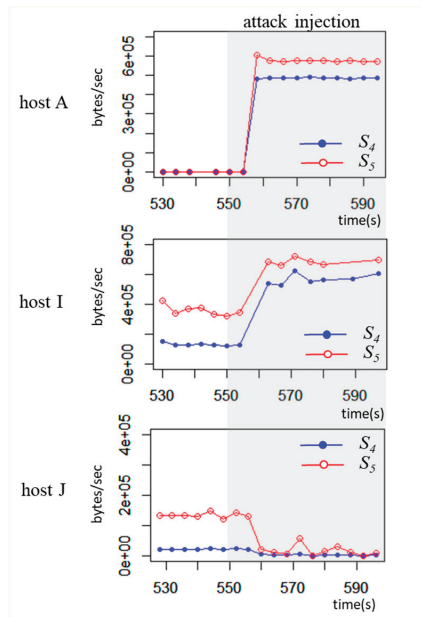 attack injection
host A
bytes/sec
0e+00 3e+05 6e+05
S4
S5
530 550 570 590
time(s)
host I
bytes/sec
0e+00 4e+05 8e+05
S4
S5
530 550 570 590
time(s)
host J
bytes/sec
0e+00 2e+05 4e+05
S4
S5
530 550 570 590
time(s)